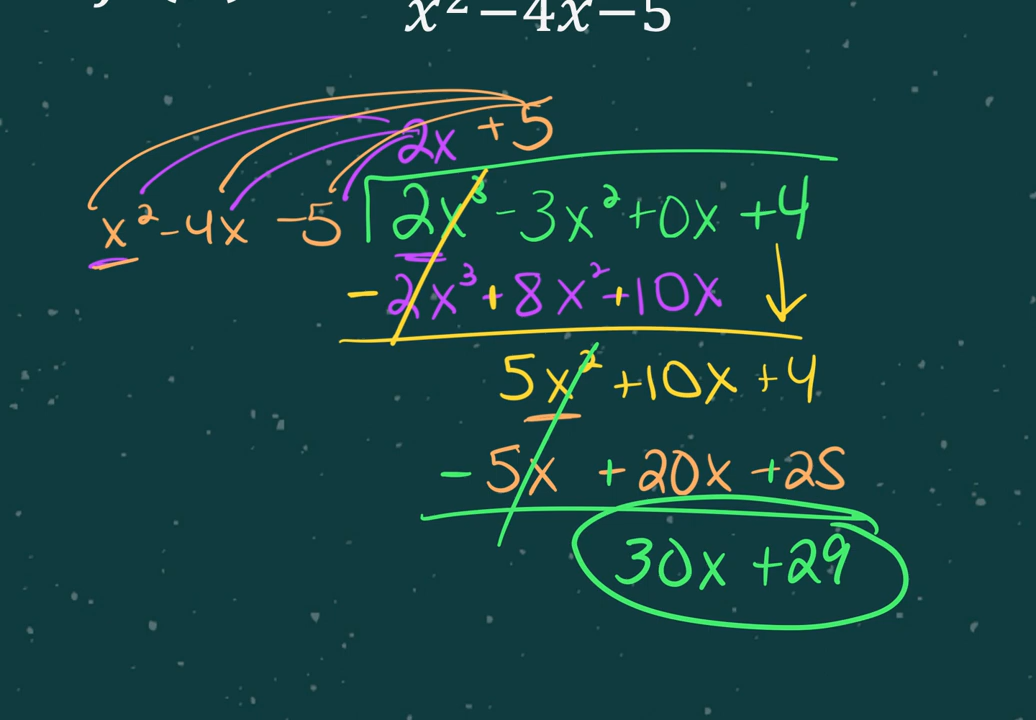 x² −4x−5
2x +5
x² -4x -5 2x³ -3x² +0x +4
- 2x³ + 8x² + 10x
5x² +10x +4
- 5x + 20x +25
30x +29